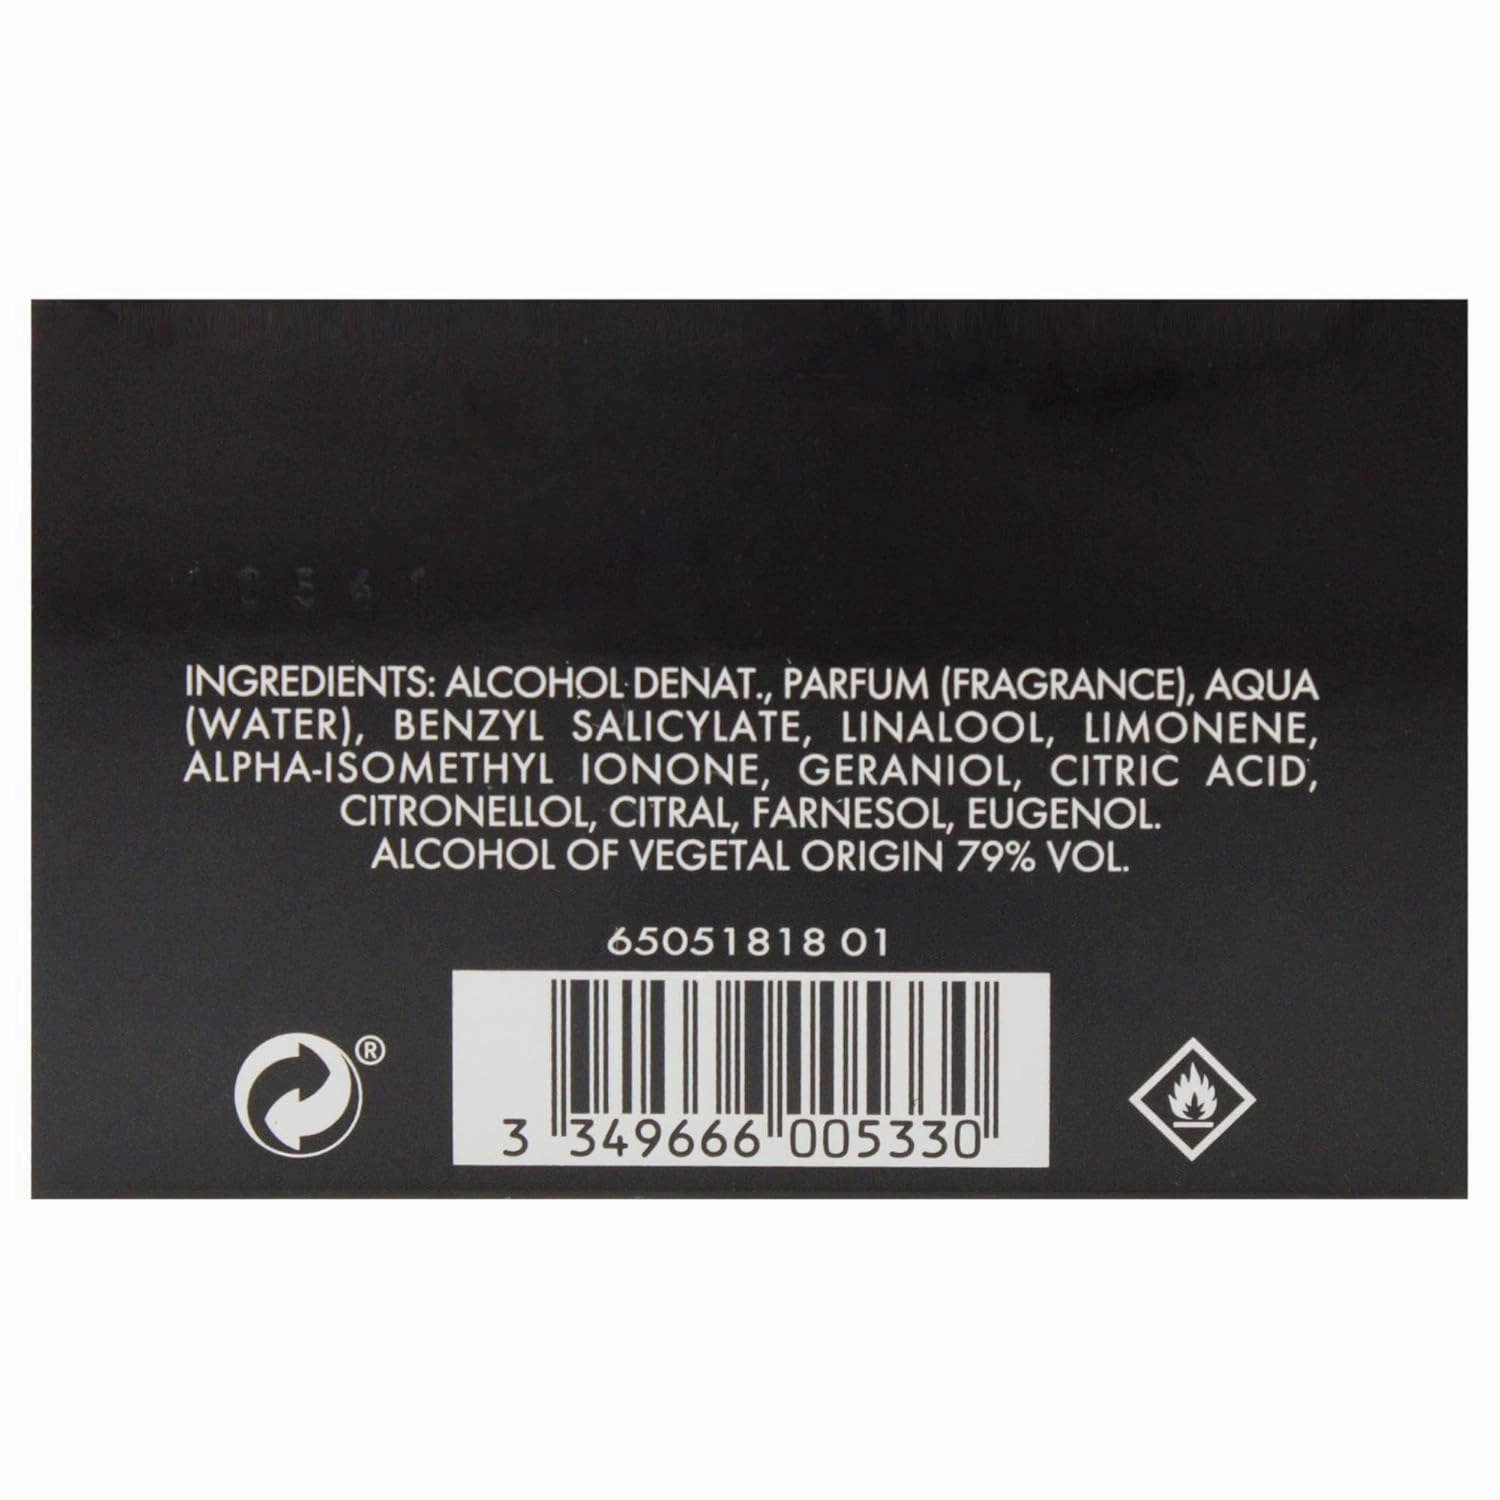 INGREDIENTS: ALCOHOL DENAT., PARFUM (FRAGRANCE), AQUA
(WATER), BENZYL SALICYLATE, LINALOOL, LIMONENE,
ALPHA-ISOMETHYL IONONE, GERANIOL, CITRIC ACID,
CITRONELLOL, CITRAL, FARNESOL, EUGENOL.
ALCOHOL OF VEGETAL ORIGIN 79% VOL.
65051818 01
®
3 349666 005330